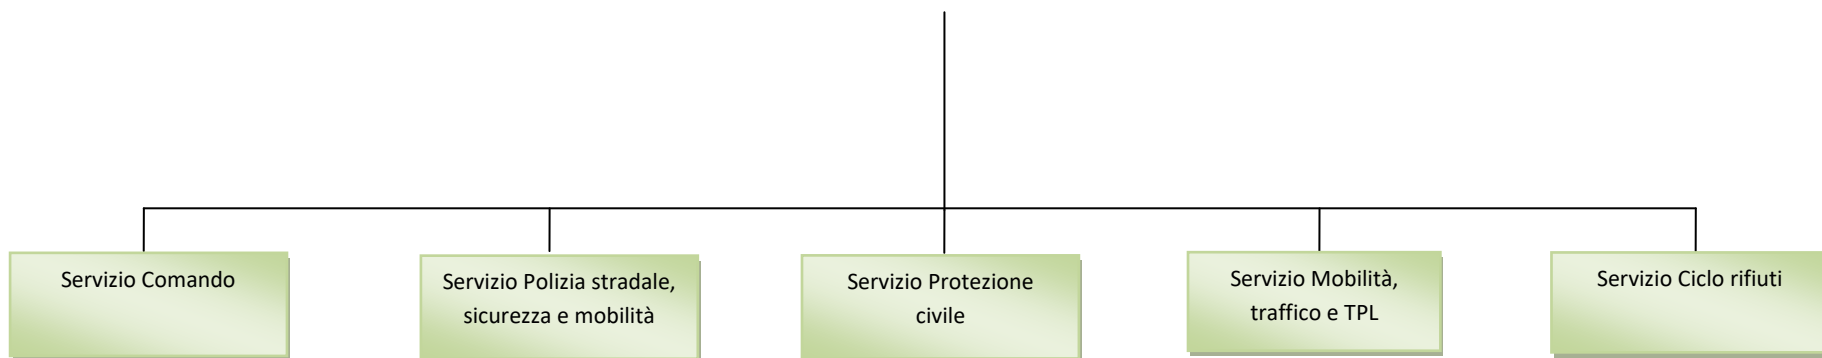 Servizio Comando
Servizio Polizia stradale,
sicurezza e mobilità
Servizio Protezione
civile
Servizio Mobilità,
traffico e TPL
Servizio Ciclo rifiuti